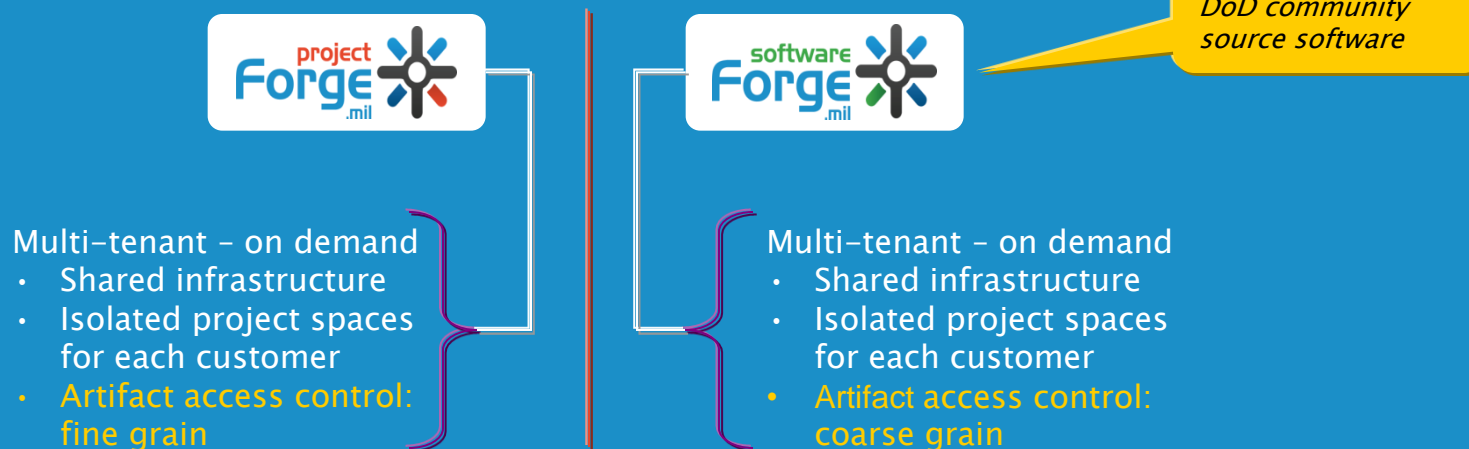 project
Forge
.mil
software
Forge
.mil
DoD community
source software
Multi-tenant – on demand
• Shared infrastructure
• Isolated project spaces
for each customer
• Artifact access control:
fine grain
Multi-tenant – on demand
• Shared infrastructure
• Isolated project spaces
for each customer
• Artifact access control:
coarse grain